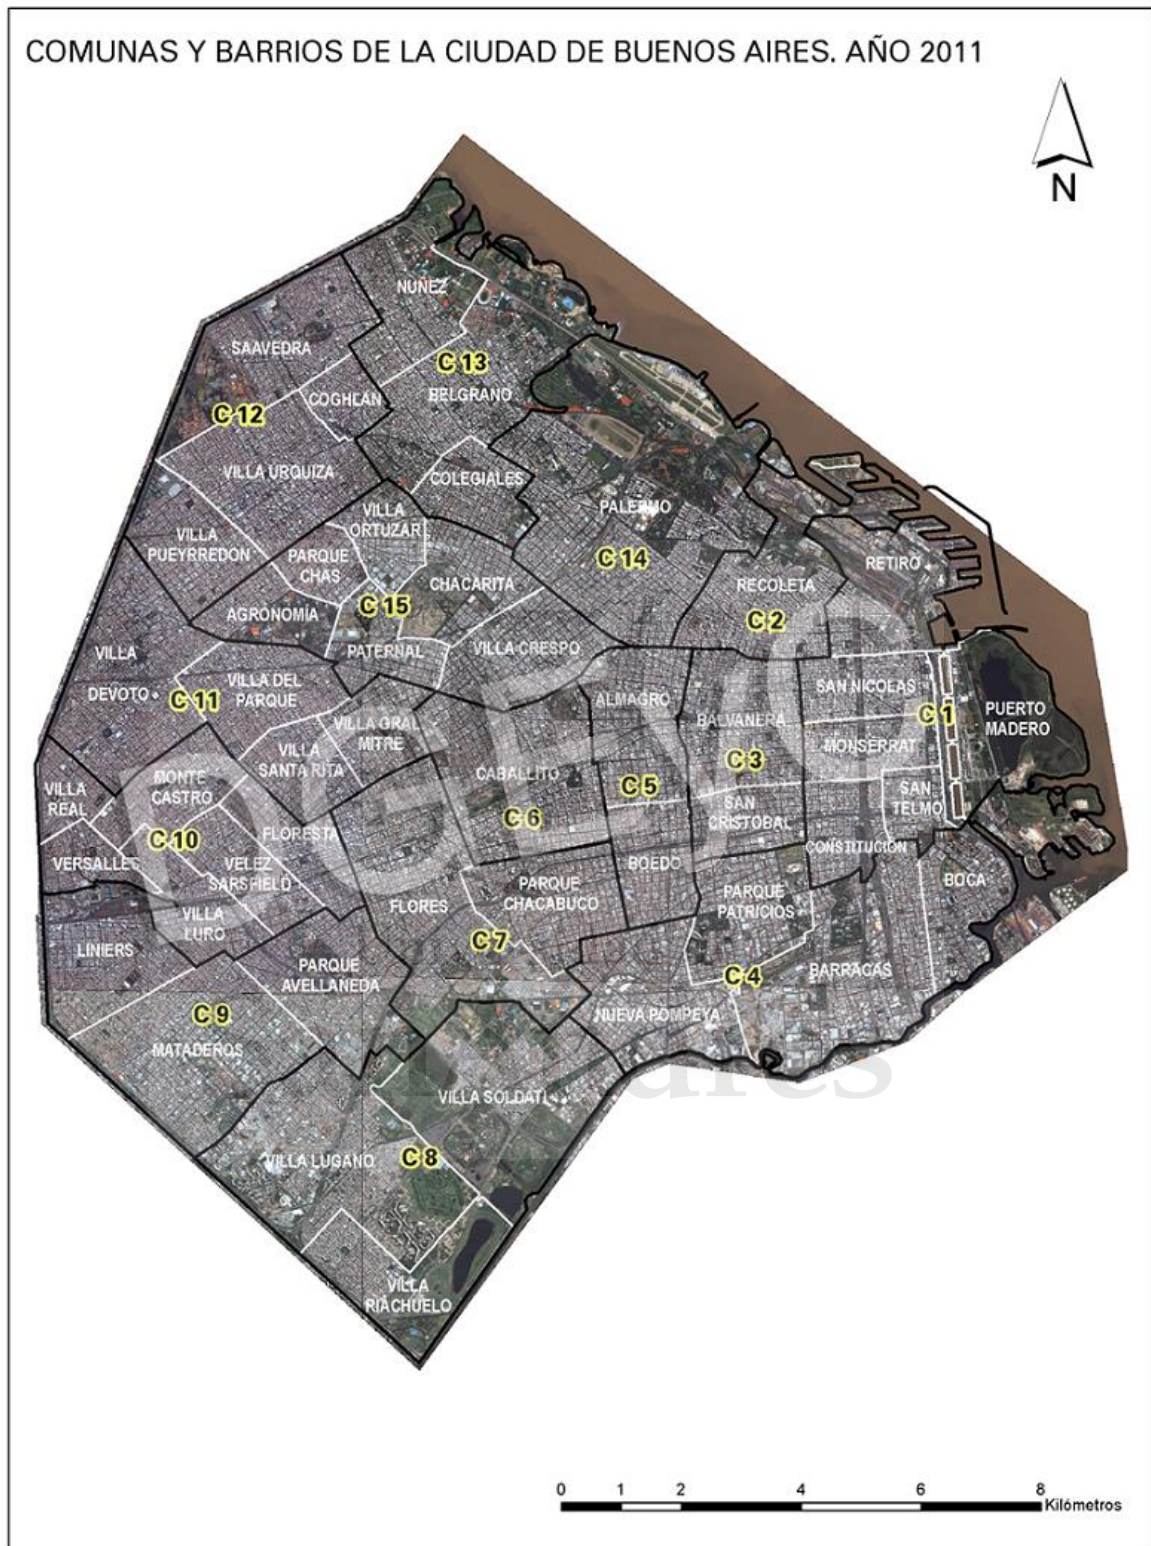 COMUNAS Y BARRIOS DE LA CIUDAD DE BUENOS AIRES. AÑO 2011
N
NUÑEZ
SAAVEDRA
C 13
COGHLAN
BELGRANO
C 12
VILLA URQUIZA
COLEGIALES
VILLA
ORTUZAR
PALERMO
VILLA
PUEYRREDON
PARQUE
CHAS
CHACARITA
C 14
RETIRO
RECOLETA
AGRONOMÍA
C 15
C 2
VILLA
DEVOTO
PATERNAL
VILLA CRESPO
C 11
VILLA DEL
PARQUE
ALMAGRO
SAN NICOLAS
C 1
PUERTO
MADERO
VILLA GRAL
MITRE
BALVANERA
MONSERRAT
VILLA
SANTA RITA
C 3
CABALLITO
MONTE
CASTRO
C 5
VILLA
REAL
SAN
TELMO
SAN
CRISTOBAL
C 6
FLORESTA
C 10
CONSTITUCIÓN
VERSALLES
VELEZ
SARSFIELD
BOEDO
BOCA
PARQUE
CHACABUCO
PARQUE
PATRICIOS
FLORES
VILLA
LURO
C 7
LINIERS
PARQUE
AVELLANEDA
C 4
BARRACAS
C 9
NUEVA POMPEYA
MATADEROS
VILLA SOLDATI
VILLA LUGANO
C 8
VILLA
RIACHUELO
DGEYC
0 1 2 4 6 8
Kilómetros